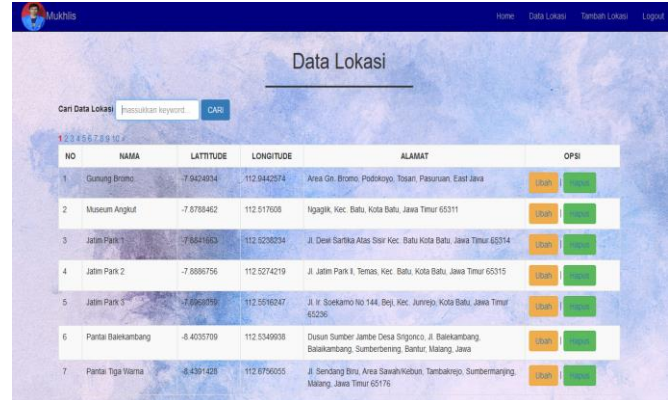 Mukhlis
Home Data Lokasi Tambah Lokasi Logout
Data Lokasi
Cari Data Lokasi massukkan keyword.. CARI
1 2 3 4 5 6 7 8 9 10
NO NAMA LATTITUDE LONGITUDE ALAMAT OPSI
1 Gunung Bromo -7.9424934 112.9442574 Area Gn. Bromo, Podokoyo, Tosari, Pasuruan, East Java Ubah | Hapus
2 Museum Angkut -7.8788462 112.517608 Ngaglik, Kec. Batu, Kota Batu, Jawa Timur 65311 Ubah | Hapus
3 Jatim Park 1 -7.8841663 112.5238234 Jl. Dewi Sartika Atas Sisir Kec. Batu Kota Batu, Jawa Timur 65314 Ubah | Hapus
4 Jatim Park 2 -7.8886756 112.5274219 Jl. Jatim Park II, Temas, Kec. Batu, Kota Batu, Jawa Timur 65315 Ubah | Hapus
5 Jatim Park 3 112.5516247 Jl. Ir. Soekarno No 144, Beji, Kec. Junrejo, Kota Batu, Jawa Timur
65236 Ubah | Hapus
6 Pantai Balekambang -8.4035709 112.5349938 Dusun Sumber Jambe Desa Srigonco, Jl. Balekambang,
Balaikambang, Sumberbening, Bantur, Malang, Jawa Ubah | Hapus
7 Pantai Tiga Warna -8.4391428 112.6756055 Jl. Sendang Biru, Area Sawah/Kebun, Tambakrejo, Sumbermanjing,
Malang, Jawa Timur 65176 Ubah | Hapus